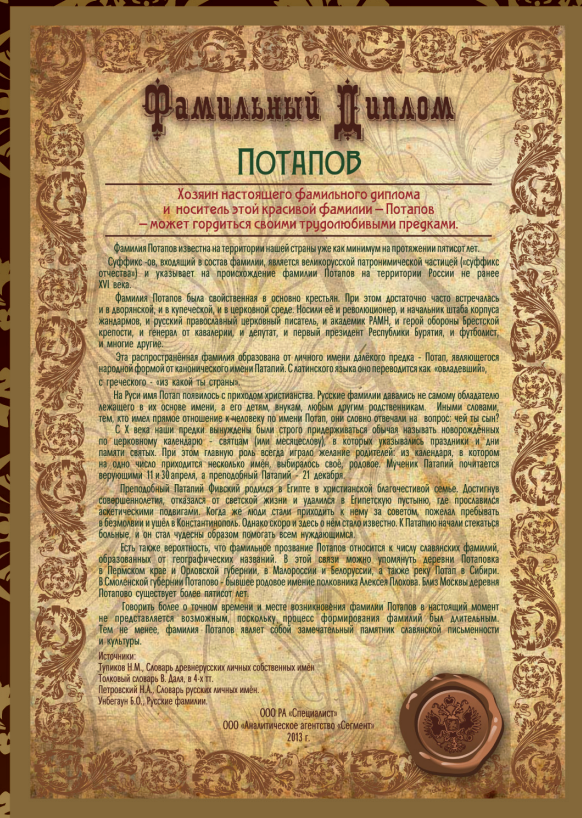 Фамильный Диплом
ПОТАПОВ
Хозяин настоящего фамильного диплома
и носитель этой красивой фамилии – Потапов
– может гордиться своими трудолюбивыми предками.
Фамилия Потапов известна на территории нашей страны уже как минимум на протяжении пятисот лет.
Суффикс -ов, входящий в состав фамилии, является великорусской патронимической частицей («суффикс
отчества») и указывает на происхождение фамилии Потапов на территории России не ранее
XVI века.
Фамилия Потапов была свойственная в основно крестьян. При этом достаточно часто встречалась
и в дворянской, и в купеческой, и в церковной среде. Носили её и революционер, и начальник штаба корпуса
жандармов, и русский православный церковный писатель, и академик РАМН, и герой обороны Брестской
крепости, и генерал от кавалерии, и депутат, и первый президент Республики Бурятия, и футболист,
и многие другие.
Эта распространённая фамилия образована от личного имени далёкого предка - Потап, являющегося
народной формой от канонического имени Патапий. С латинского языка оно переводится как «овладевший»,
с греческого - «из какой ты страны».
На Руси имя Потап появилось с приходом христианства. Русские фамилии давались не самому обладателю
лежащего в их основе имени, а его детям, внукам, любым другим родственникам. Иными словами,
тем, кто имел прямое отношение к человеку по имени Потап, они словно отвечали на вопрос: чей ты сын?
С X века наши предки вынуждены были строго придерживаться обычая называть новорождённых
по церковному календарю - святцам (или месяцеслову), в которых указывались праздники и дни
памяти святых. При этом главную роль всегда играло желание родителей: из календаря, в котором
на одно число приходится несколько имён, выбиралось своё, родовое. Мученик Патапий почитается
верующими 11 и 30 апреля, а преподобный Патапий - 21 декабря.
Преподобный Патапий Фивский родился в Египте в христианской благочестивой семье. Достигнув
совершеннолетия, отказался от светской жизни и удалился в Египетскую пустыню, где прославился
аскетическими подвигами. Когда же люди стали приходить к нему за советом, пожелал пребывать
в безмолвии и ушёл в Константинополь. Однако скоро и здесь о нём стало известно. К Патапию начали стекаться
больные, и он стал чудесны образом помогать всем нуждающимся.
Есть также вероятность, что фамильное прозвание Потапов относится к числу славянских фамилий,
образованных от географических названий. В этой связи можно упомянуть деревни Потаповка
в Пермском крае и Орловской губернии, в Малороссии и Белоруссии, а также реку Потап в Сибири.
В Смоленской губернии Потапово - бывшее родовое имение полковника Алексея Плохова. Близ Москвы деревня
Потапово существует более пятисот лет.
Говорить более о точном времени и месте возникновения фамилии Потапов в настоящий момент
не представляется возможным, поскольку процесс формирования фамилий был длительным.
Тем не менее, фамилия Потапов являет собой замечательный памятник славянской письменности
и культуры.
Источники:
Тупиков Н.М., Словарь древнерусских личных собственных имён
Толковый словарь В. Даля, в 4-х тт.
Петровский Н.А., Словарь русских личных имён.
Унбегаун Б.О., Русские фамилии.
ООО РА «Специалист»
ООО «Аналитическое агентство «Сегмент»
2013 г.